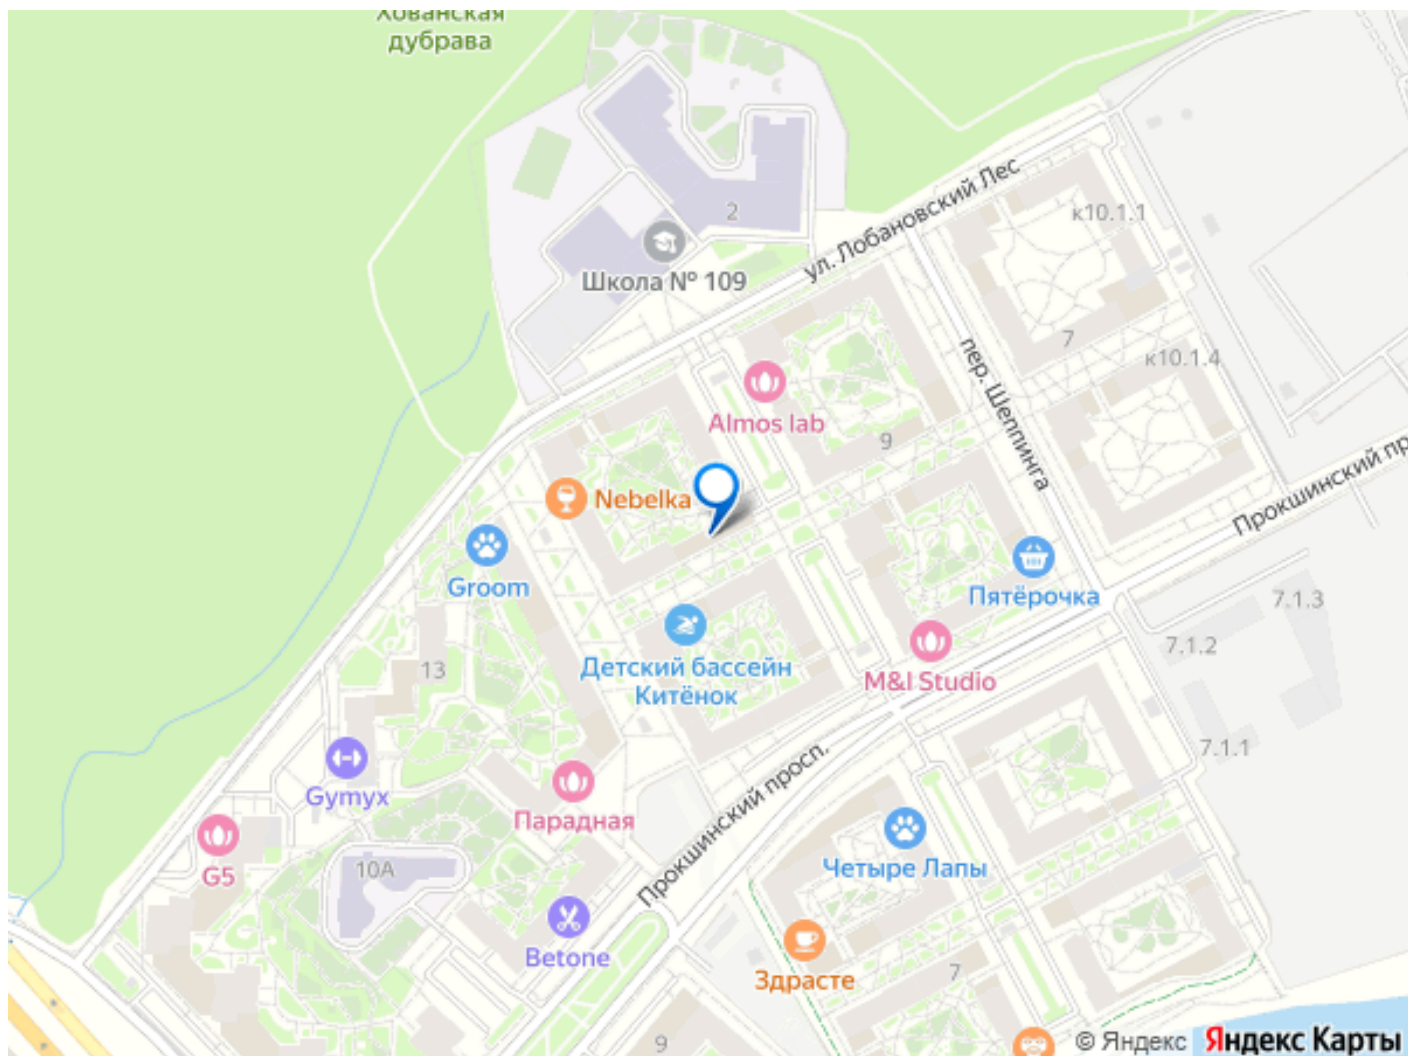 Хованская
дубрава
2
Школа № 109
ул. Лобановский Лес
к10.1.1
7
к10.1.4
пер. Шеппинга
Almos lab
9
Nebelka
Прокшинский пр
Groom
Пятёрочка
7.1.3
7.1.2
7.1.1
13
Детский бассейн
Китёнок
M&I Studio
Прокшинский просп.
Gymyx
Парадная
G5
10А
Четыре Лапы
Betone
Здрасте
7
9
© Яндекс Яндекс Карты